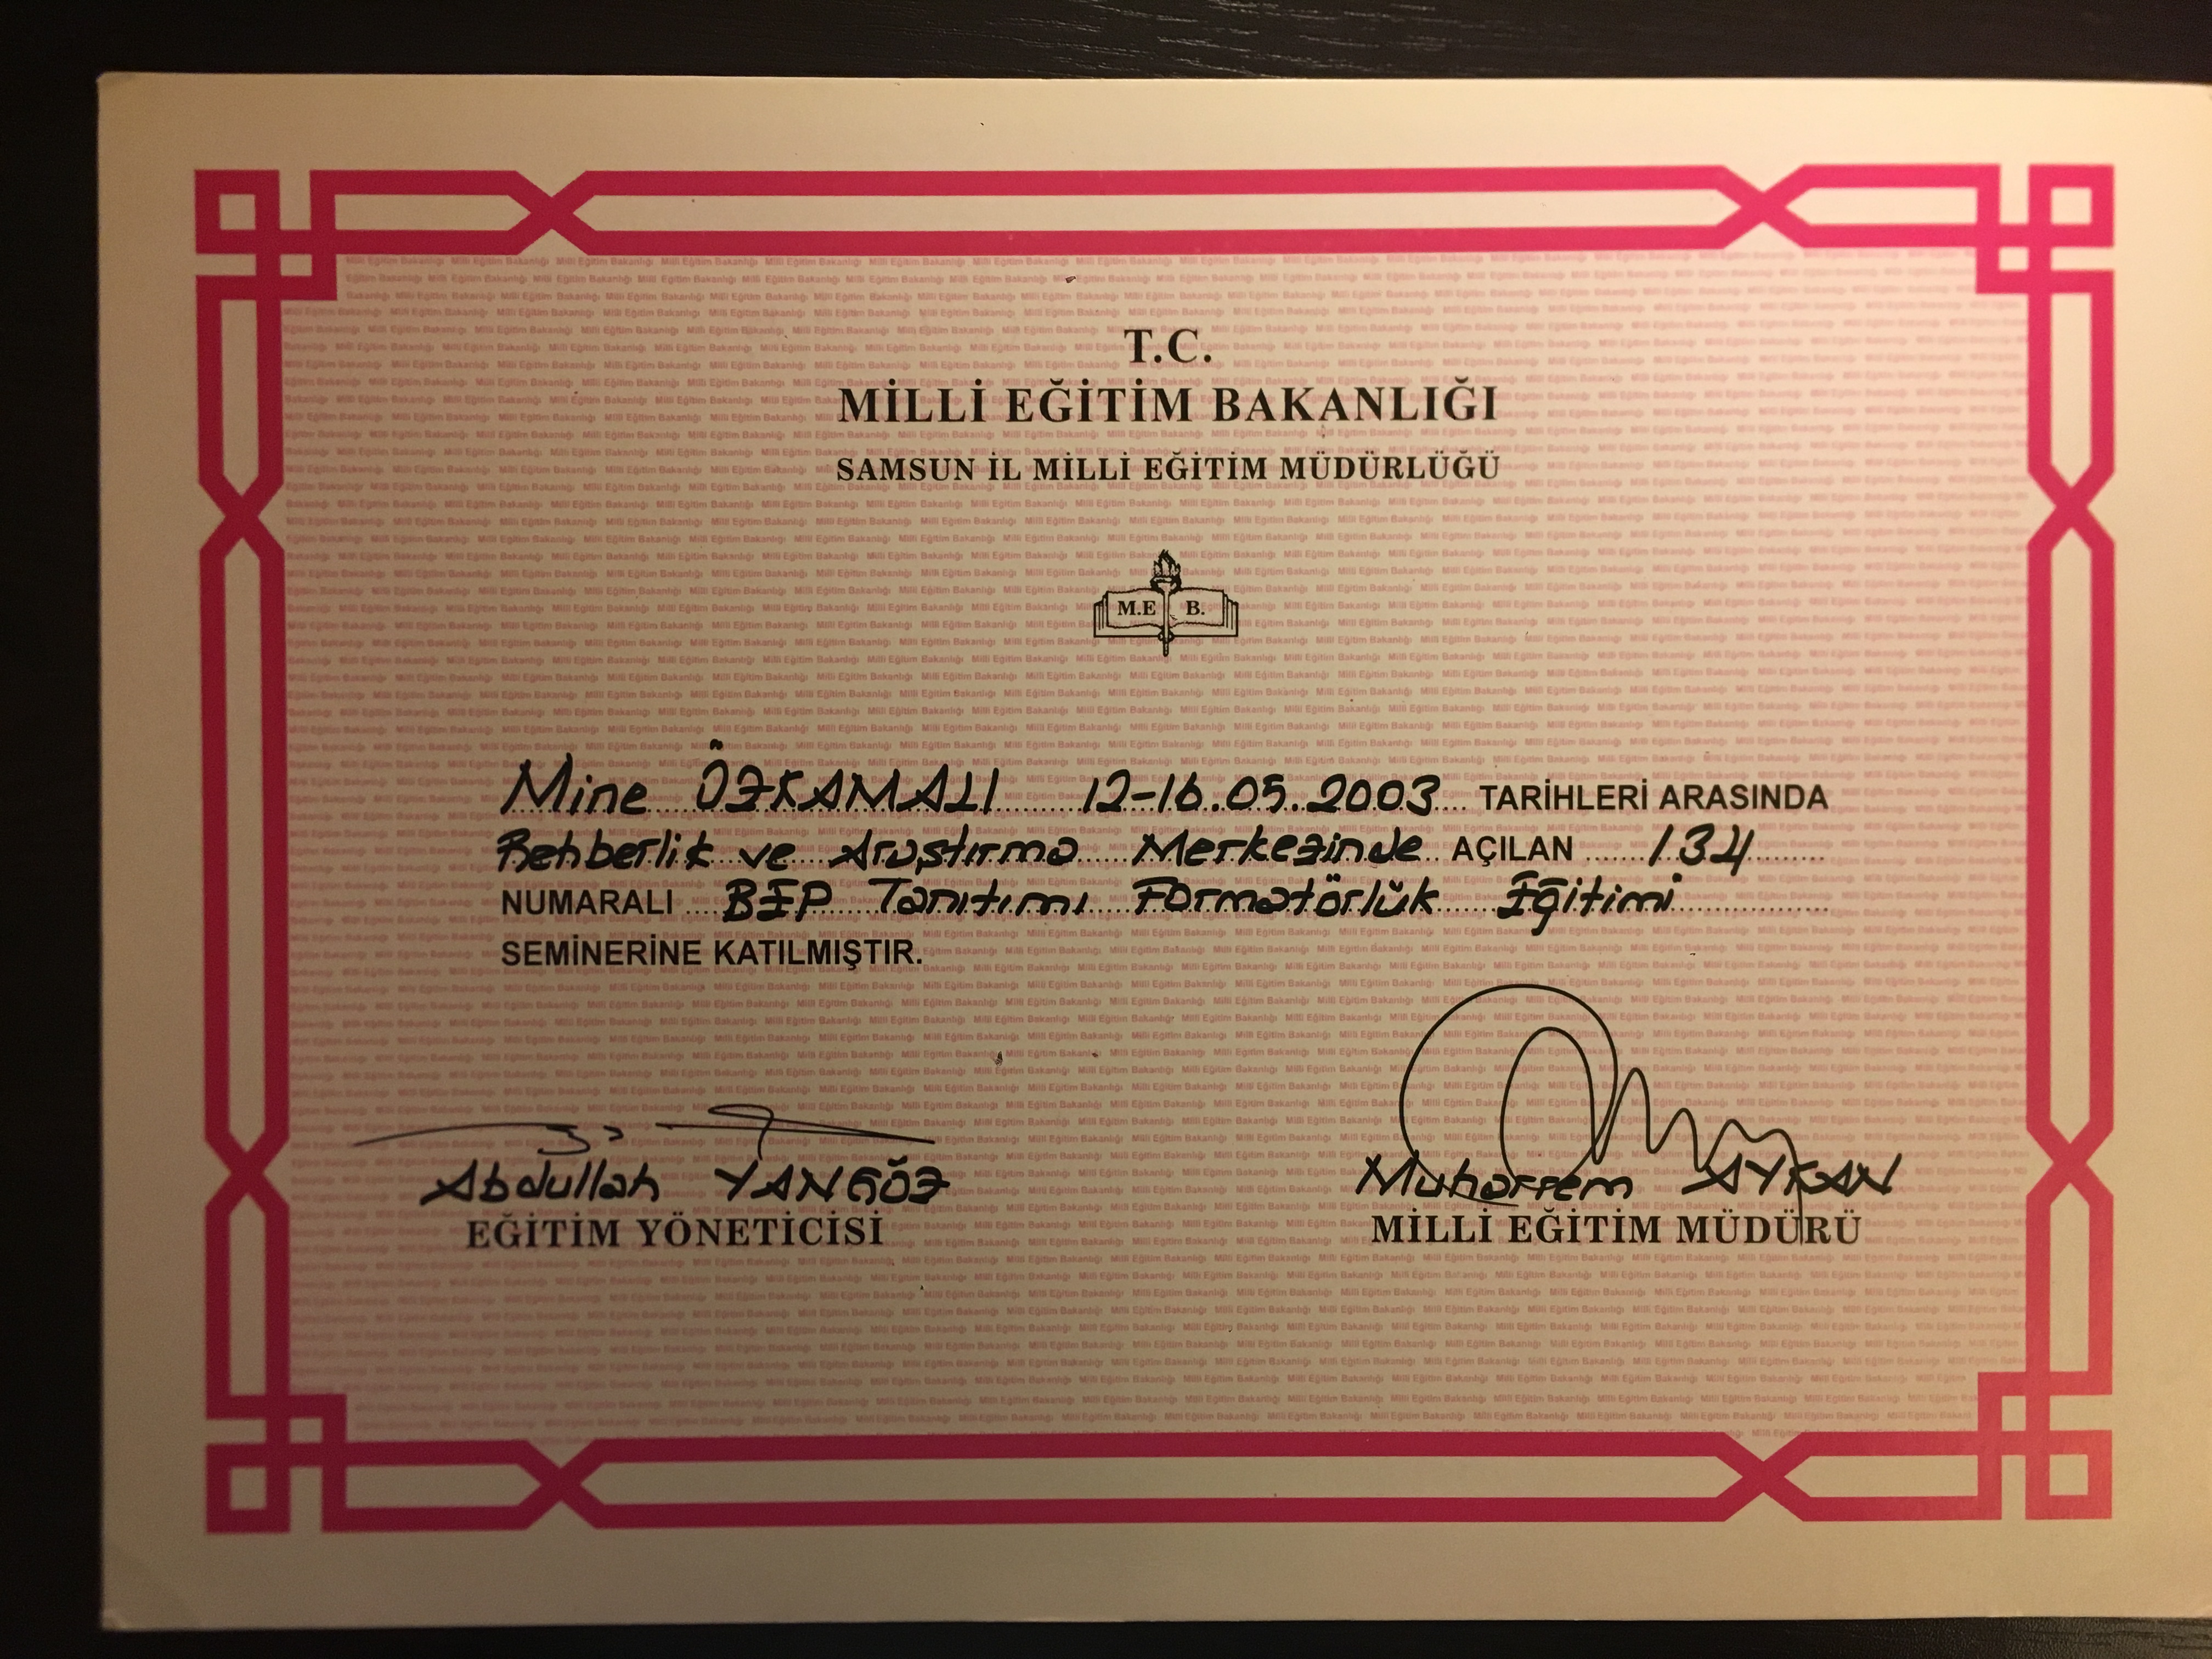 T.C.
MİLLİ EĞİTİM BAKANLIĞI
SAMSUN İL MİLLİ EĞİTİM MÜDÜRLÜĞÜ
M.E B.
Mine ÖZKAMALI 12-16.05.2003 TARİHLERİ ARASINDA
Rehberlik ve Araştırma Merkezinde AÇILAN 134
NUMARALI BEP Tanıtımı Formatörlük Eğitimi
SEMİNERİNE KATILMIŞTIR.
Abdullah YANGÖZ
EĞİTİM YÖNETİCİSİ
Muharrem AYKAN
MİLLİ EĞİTİM MÜDÜRÜ